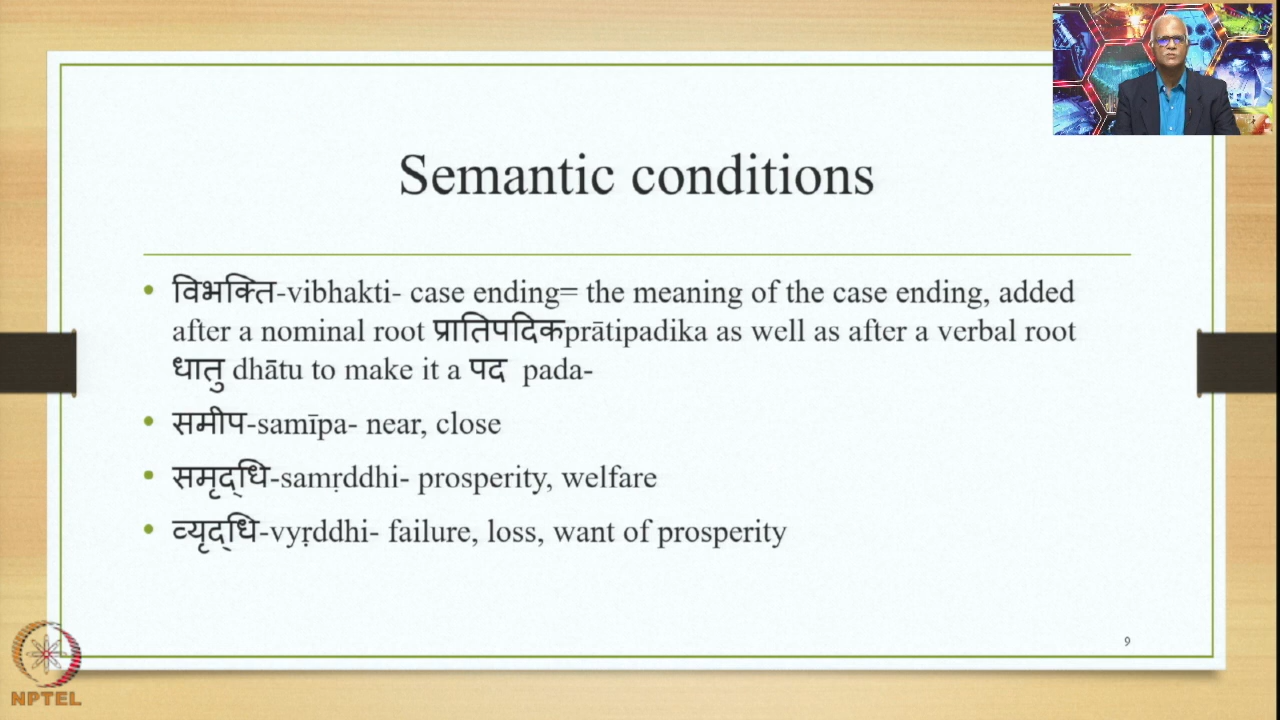 Semantic conditions
• विभक्ति-vibhakti- case ending= the meaning of the case ending, added
after a nominal root प्रातिपदिकprātipadika as well as after a verbal root
धातु dhātu to make it a पद pada-
• समीप-samīpa- near, close
• समृद्धि-samṛddhi- prosperity, welfare
• व्यृद्धि-vyṛddhi- failure, loss, want of prosperity
9
NPTEL